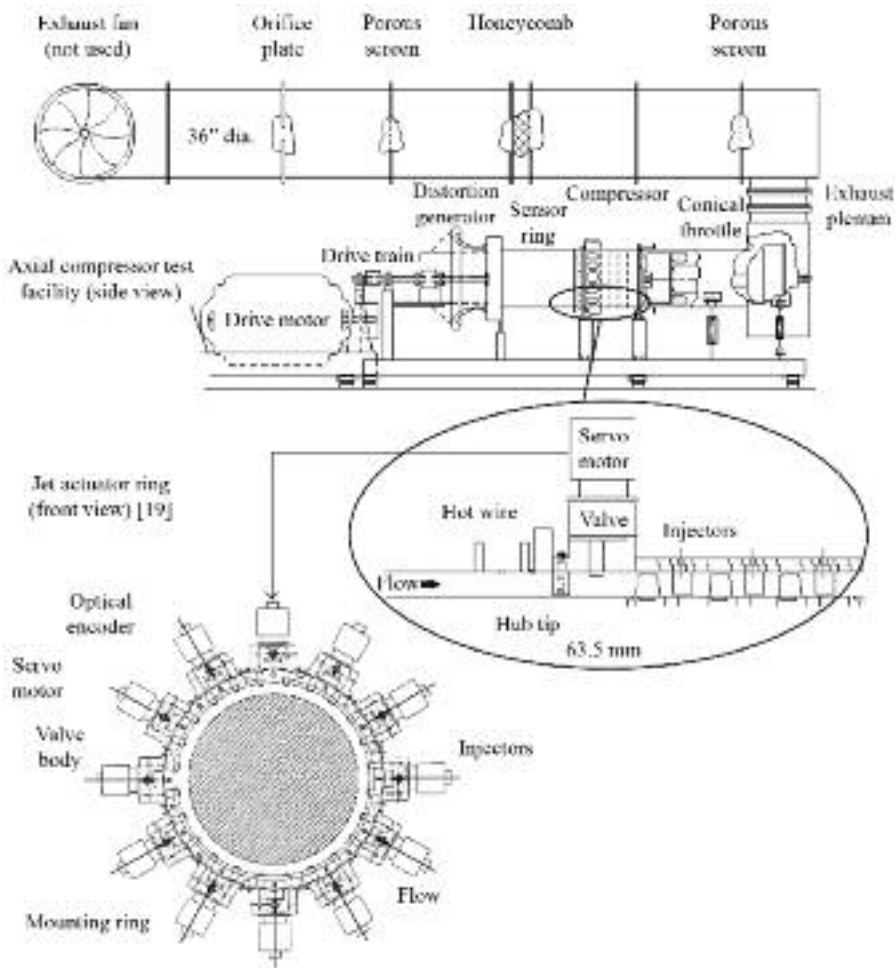 Exhaust fan
(not used)
Orifice
plate
Porous
screen
Honeycomb
Porous
screen
36" dia.
Distortion
generator
Sensor
ring
Compressor
Conical
throttle
Exhaust
plenum
Axial compressor test
facility (side view)
Drive train
Drive motor
Servo
motor
Jet actuator ring
(front view) [19]
Hot wire
Valve
Injectors
Flow
Hub tip
63.5 mm
Optical
encoder
Servo
motor
Valve
body
Injectors
Flow
Mounting ring